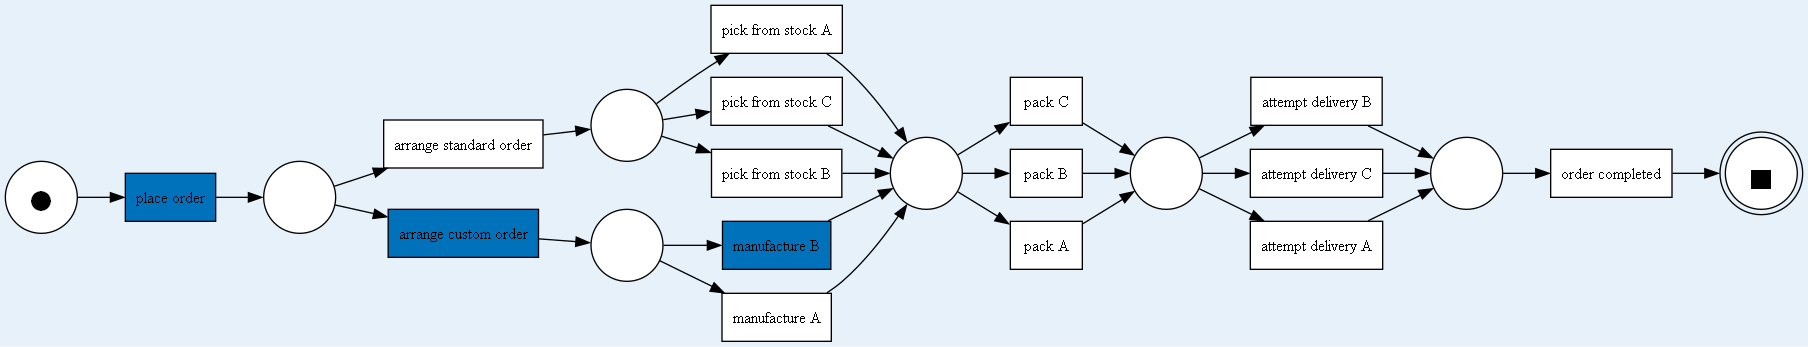 place order
arrange standard order
arrange custom order
pick from stock A
pick from stock C
pick from stock B
manufacture B
manufacture A
pack C
pack B
pack A
attempt delivery B
attempt delivery C
attempt delivery A
order completed